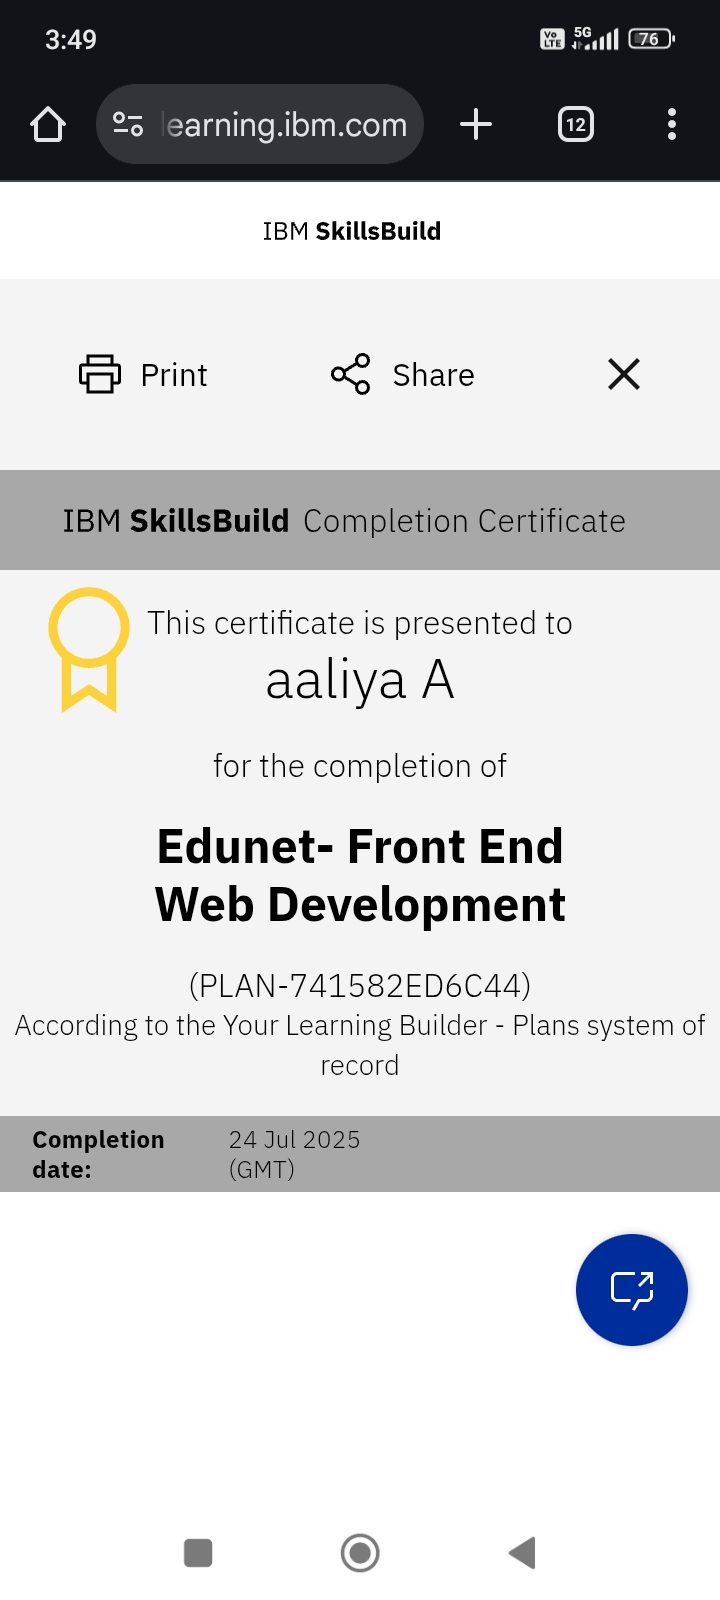 3:49
Vo LTE 5G 76
learning.ibm.com
12
IBM SkillsBuild
Print
Share
IBM SkillsBuild Completion Certificate
This certificate is presented to
aaliya A
for the completion of
Edunet- Front End
Web Development
(PLAN-741582ED6C44)
According to the Your Learning Builder - Plans system of
record
Completion
date:
24 Jul 2025
(GMT)